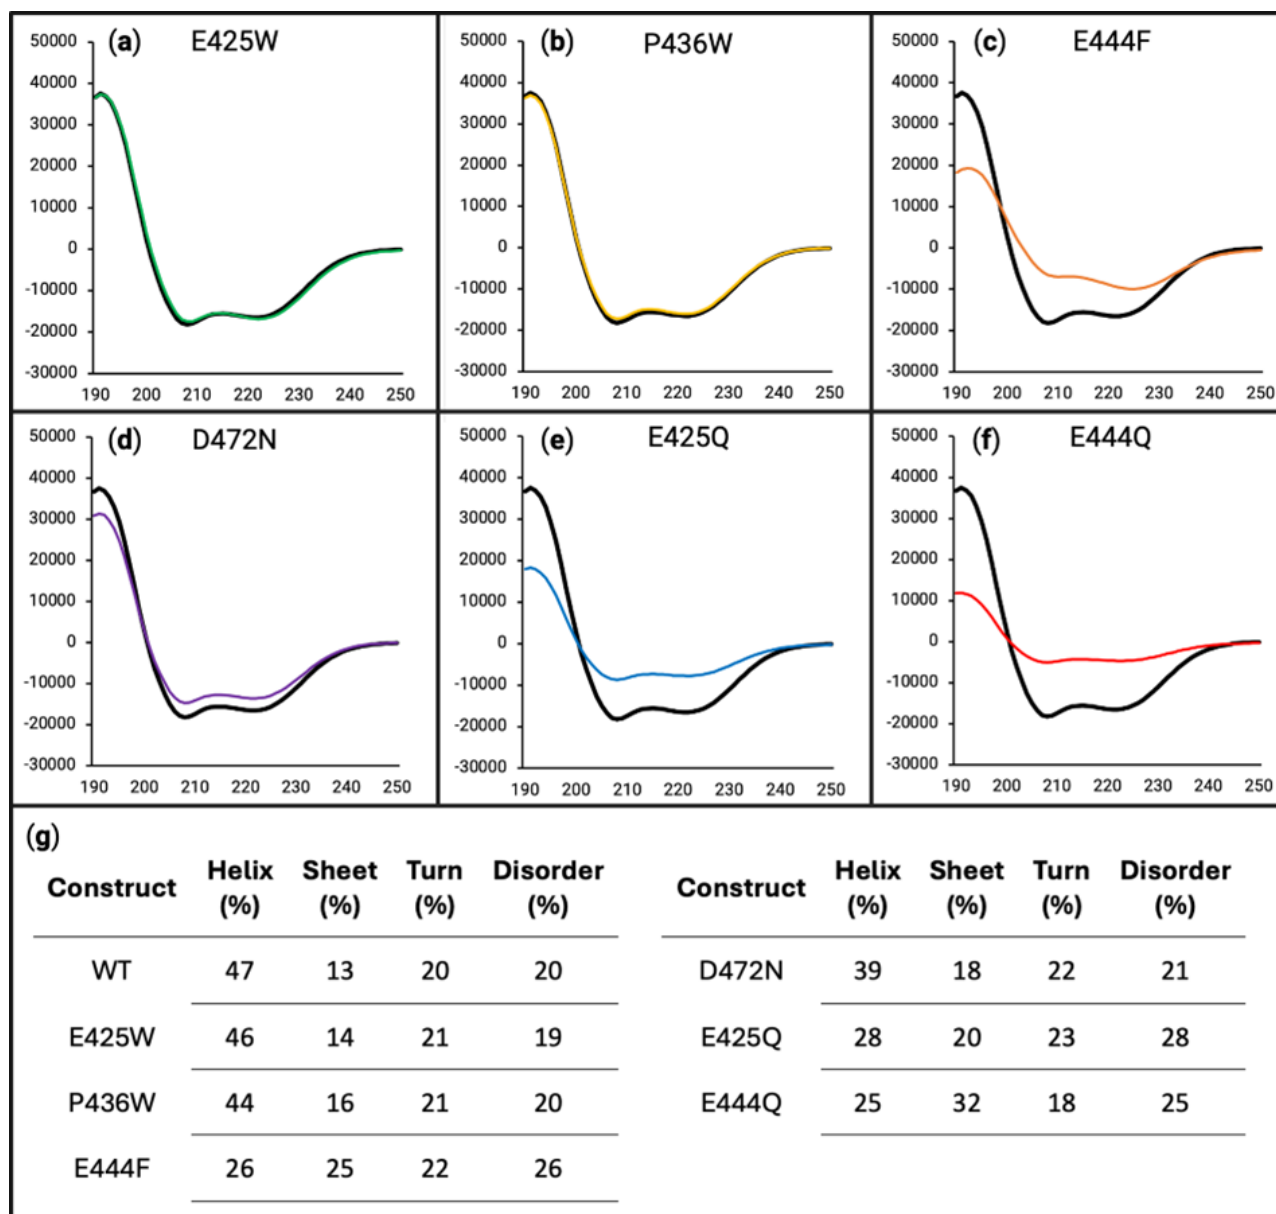 (a) E425W
50000
40000
30000
20000
10000
0
-10000
-20000
-30000
190 200 210 220 230 240 250
(b) P436W
50000
40000
30000
20000
10000
0
-10000
-20000
-30000
190 200 210 220 230 240 250
(c) E444F
50000
40000
30000
20000
10000
0
-10000
-20000
-30000
190 200 210 220 230 240 250
(d) D472N
50000
40000
30000
20000
10000
0
-10000
-20000
-30000
190 200 210 220 230 240 250
(e) E425Q
50000
40000
30000
20000
10000
0
-10000
-20000
-30000
190 200 210 220 230 240 250
(f) E444Q
50000
40000
30000
20000
10000
0
-10000
-20000
-30000
190 200 210 220 230 240 250
(g)
Construct Helix (%) Sheet (%) Turn (%) Disorder (%)
WT 47 13 20 20
E425W 46 14 21 19
P436W 44 16 21 20
E444F 26 25 22 26
Construct Helix (%) Sheet (%) Turn (%) Disorder (%)
D472N 39 18 22 21
E425Q 28 20 23 28
E444Q 25 32 18 25